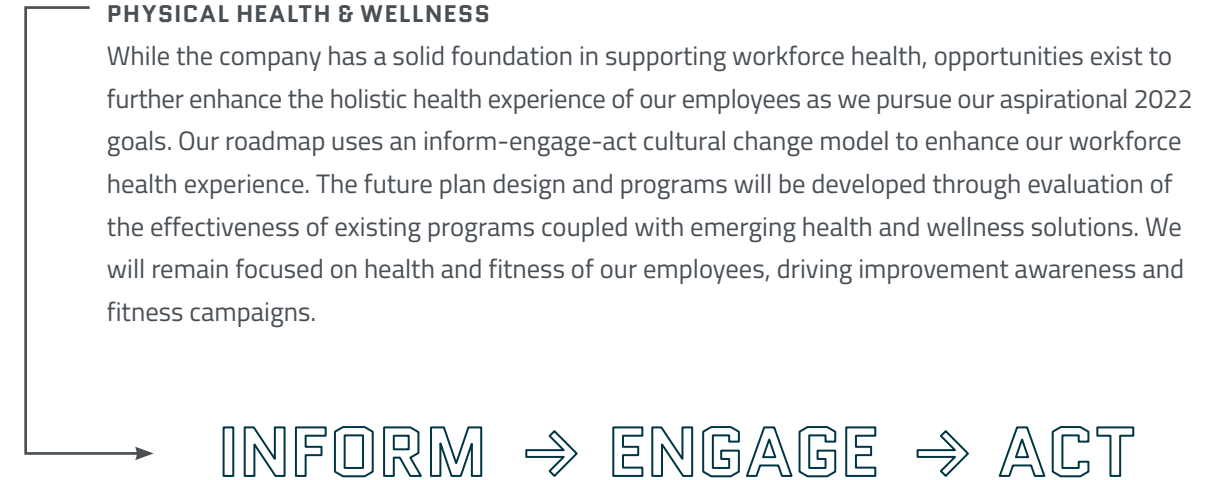 PHYSICAL HEALTH & WELLNESS
While the company has a solid foundation in supporting workforce health, opportunities exist to
further enhance the holistic health experience of our employees as we pursue our aspirational 2022
goals. Our roadmap uses an inform-engage-act cultural change model to enhance our workforce
health experience. The future plan design and programs will be developed through evaluation of
the effectiveness of existing programs coupled with emerging health and wellness solutions. We
will remain focused on health and fitness of our employees, driving improvement awareness and
fitness campaigns.
INFORM → ENGAGE → ACT